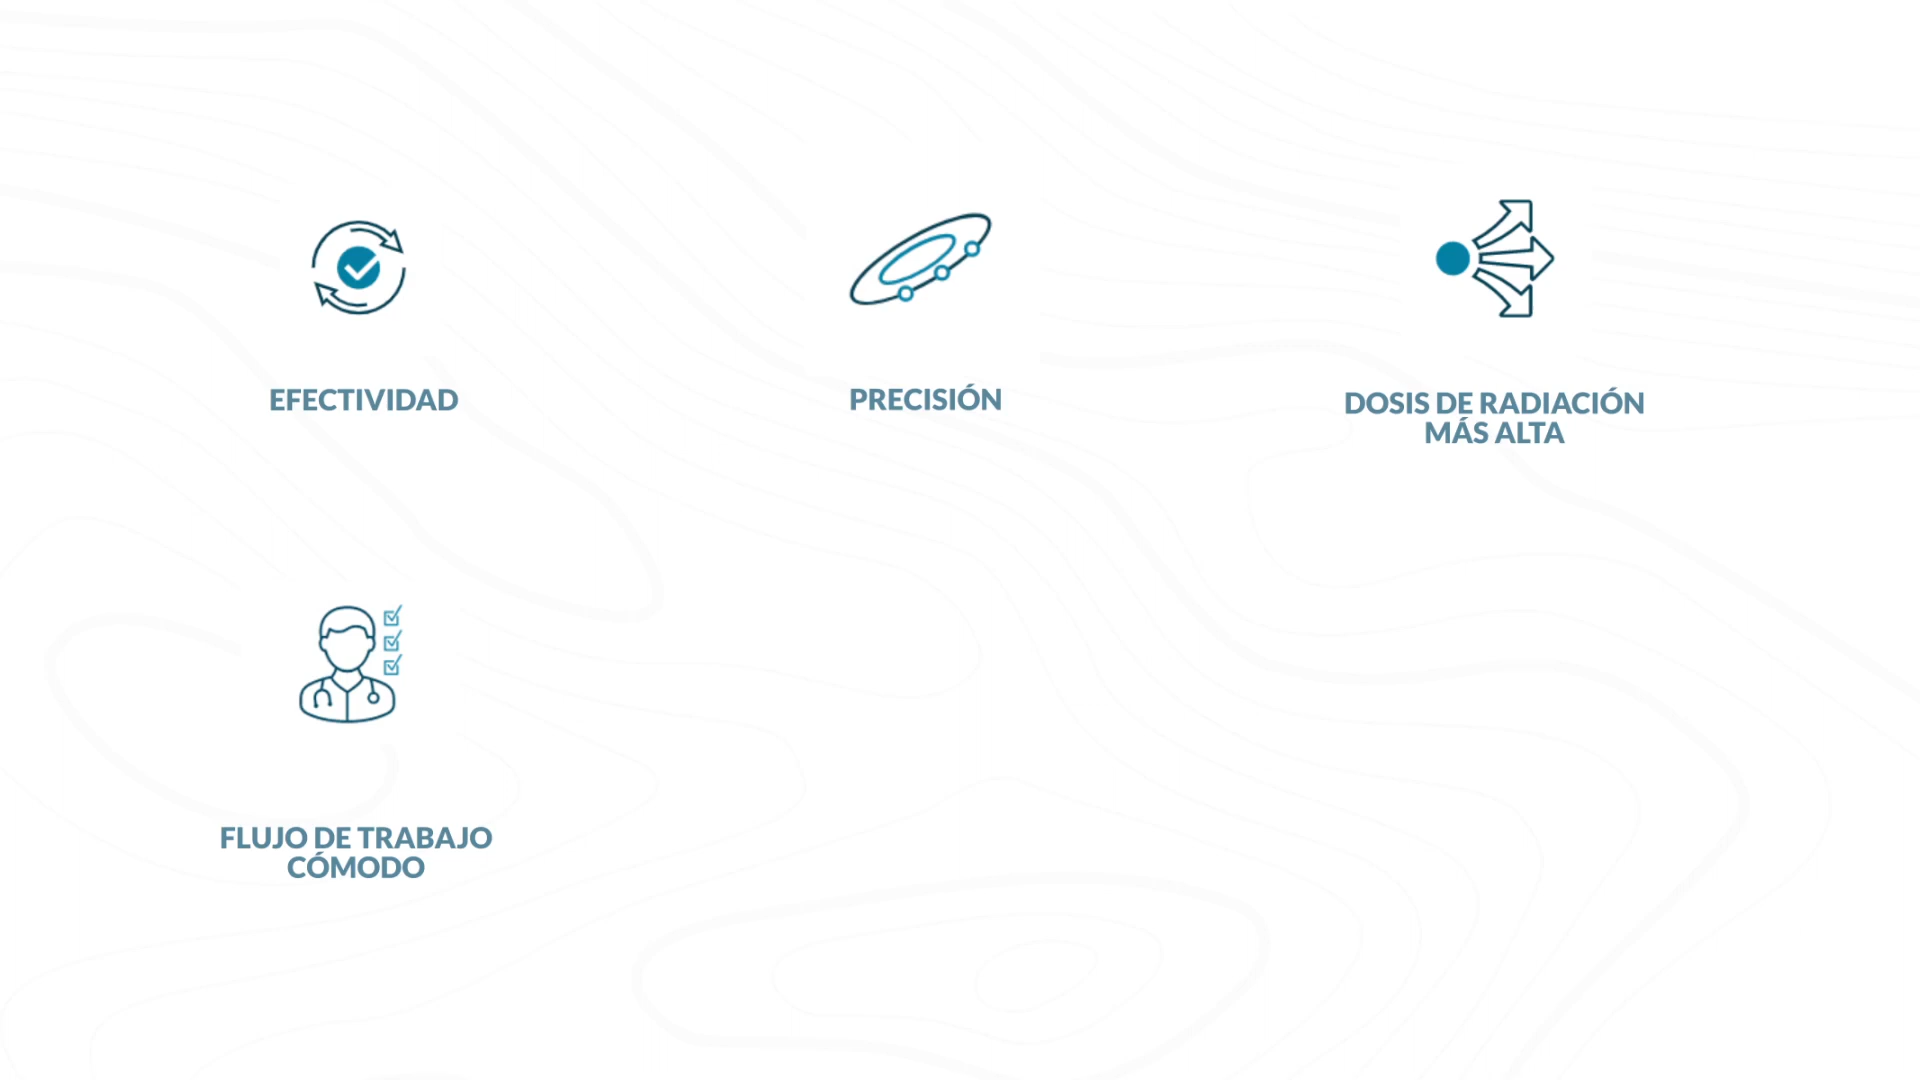 EFECTIVIDAD
PRECISIÓN
DOSIS DE RADIACIÓN
MÁS ALTA
FLUJO DE TRABAJO
CÓMODO